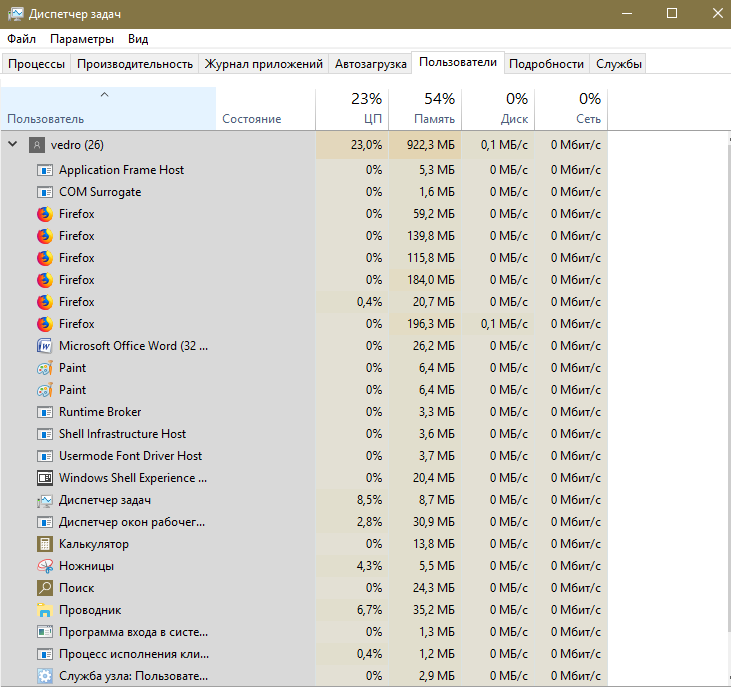 Диспетчер задач
Файл Параметры Вид
Процессы Производительность Журнал приложений Автозагрузка Пользователи Подробности Службы
23% 54% 0% 0%
Пользователь Состояние ЦП Память Диск Сеть
vedro (26) 23,0% 922,3 МБ 0,1 МБ/с 0 Мбит/с
Application Frame Host 0% 5,3 МБ 0 МБ/с 0 Мбит/с
COM Surrogate 0% 1,6 МБ 0 МБ/с 0 Мбит/с
Firefox 0% 59,2 МБ 0 МБ/с 0 Мбит/с
Firefox 0% 139,8 МБ 0 МБ/с 0 Мбит/с
Firefox 0% 115,8 МБ 0 МБ/с 0 Мбит/с
Firefox 0% 184,0 МБ 0 МБ/с 0 Мбит/с
Firefox 0,4% 20,7 МБ 0 МБ/с 0 Мбит/с
Firefox 0% 196,3 МБ 0,1 МБ/с 0 Мбит/с
Microsoft Office Word (32 ... 0% 26,2 МБ 0 МБ/с 0 Мбит/с
Paint 0% 6,4 МБ 0 МБ/с 0 Мбит/с
Paint 0% 6,4 МБ 0 МБ/с 0 Мбит/с
Runtime Broker 0% 3,3 МБ 0 МБ/с 0 Мбит/с
Shell Infrastructure Host 0% 3,6 МБ 0 МБ/с 0 Мбит/с
Usermode Font Driver Host 0% 3,7 МБ 0 МБ/с 0 Мбит/с
Windows Shell Experience ... 0% 20,4 МБ 0 МБ/с 0 Мбит/с
Диспетчер задач 8,5% 8,7 МБ 0 МБ/с 0 Мбит/с
Диспетчер окон рабочег... 2,8% 30,9 МБ 0 МБ/с 0 Мбит/с
Калькулятор 0% 13,8 МБ 0 МБ/с 0 Мбит/с
Ножницы 4,3% 5,5 МБ 0 МБ/с 0 Мбит/с
Поиск 0% 24,3 МБ 0 МБ/с 0 Мбит/с
Проводник 6,7% 35,2 МБ 0 МБ/с 0 Мбит/с
Программа входа в систе... 0% 1,3 МБ 0 МБ/с 0 Мбит/с
Процесс исполнения кли... 0,4% 1,2 МБ 0 МБ/с 0 Мбит/с
Служба узла: Пользовате... 0% 2,9 МБ 0 МБ/с 0 Мбит/с